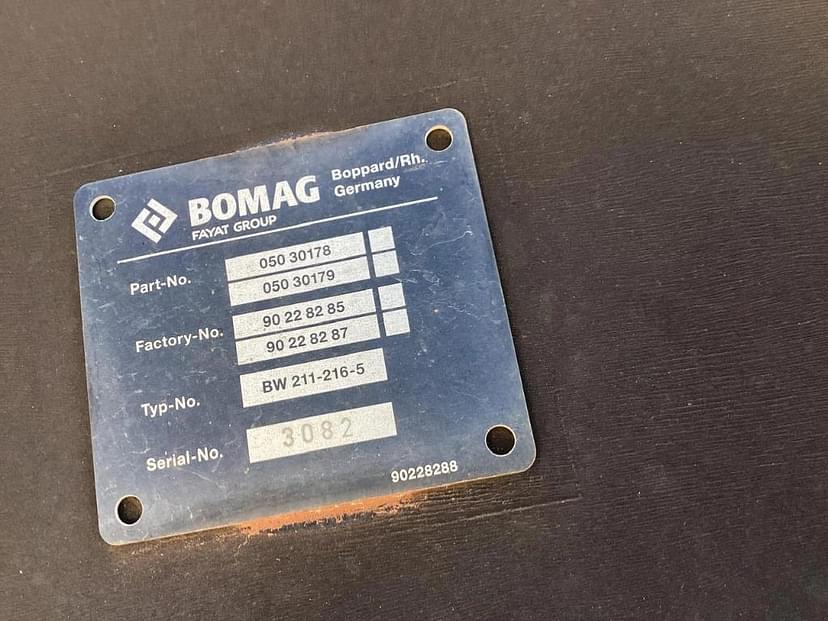 BOMAG
FAYAT GROUP
Boppard/Rh.
Germany
Part-No. 050 30178
050 30179
Factory-No. 90 22 82 85
90 22 82 87
Typ-No. BW 211-216-5
Serial-No. 3082
90228288